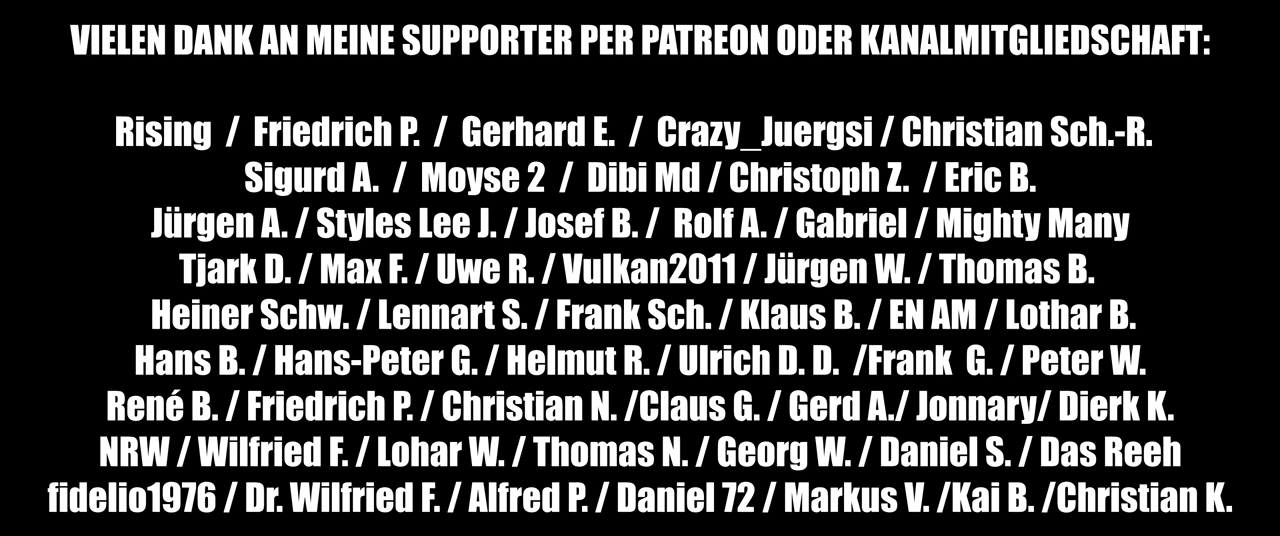 VIELEN DANK AN MEINE SUPPORTER PER PATREON ODER KANALMITGLIEDSCHAFT:
Rising / Friedrich P. / Gerhard E. / Crazy_Juergsi / Christian Sch.-R.
Sigurd A. / Moyse 2 / Dibi Md / Christoph Z. / Eric B.
Jürgen A. / Styles Lee J. / Josef B. / Rolf A. / Gabriel / Mighty Many
Tjark D. / Max F. / Uwe R. / Vulkan2011 / Jürgen W. / Thomas B.
Heiner Schw. / Lennart S. / Frank Sch. / Klaus B. / EN AM / Lothar B.
Hans B. / Hans-Peter G. / Helmut R. / Ulrich D. D. /Frank G. / Peter W.
René B. / Friedrich P. / Christian N. /Claus G. / Gerd A./ Jonnary/ Dierk K.
NRW / Wilfried F. / Lohar W. / Thomas N. / Georg W. / Daniel S. / Das Reeh
fidelio1976 / Dr. Wilfried F. / Alfred P. / Daniel 72 / Markus V. /Kai B. /Christian K.